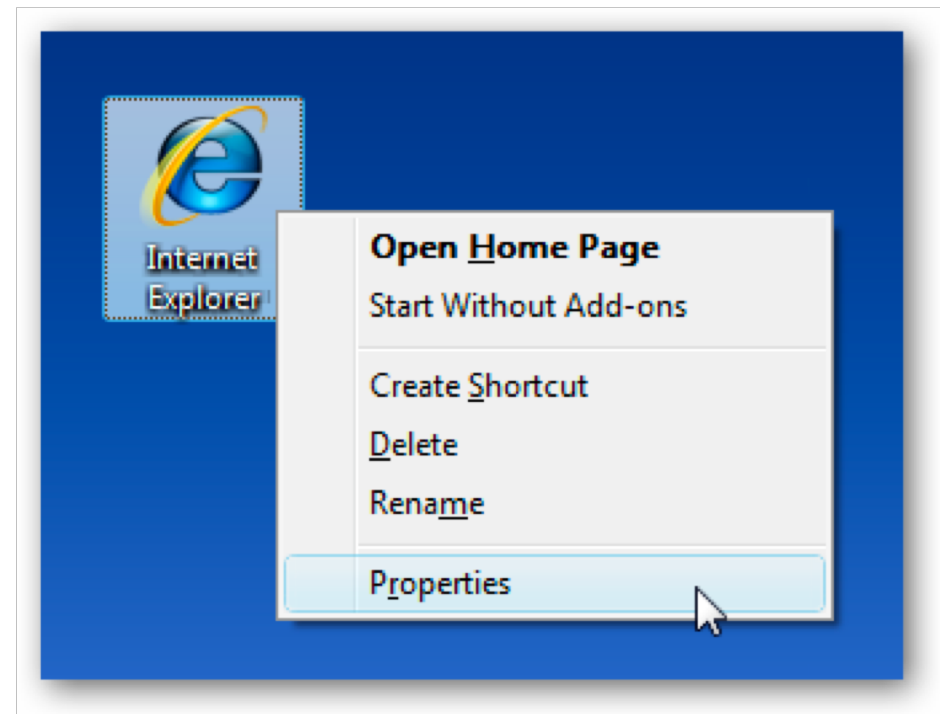 Internet
Explorer
Open Home Page
Start Without Add-ons
Create Shortcut
Delete
Rename
Properties